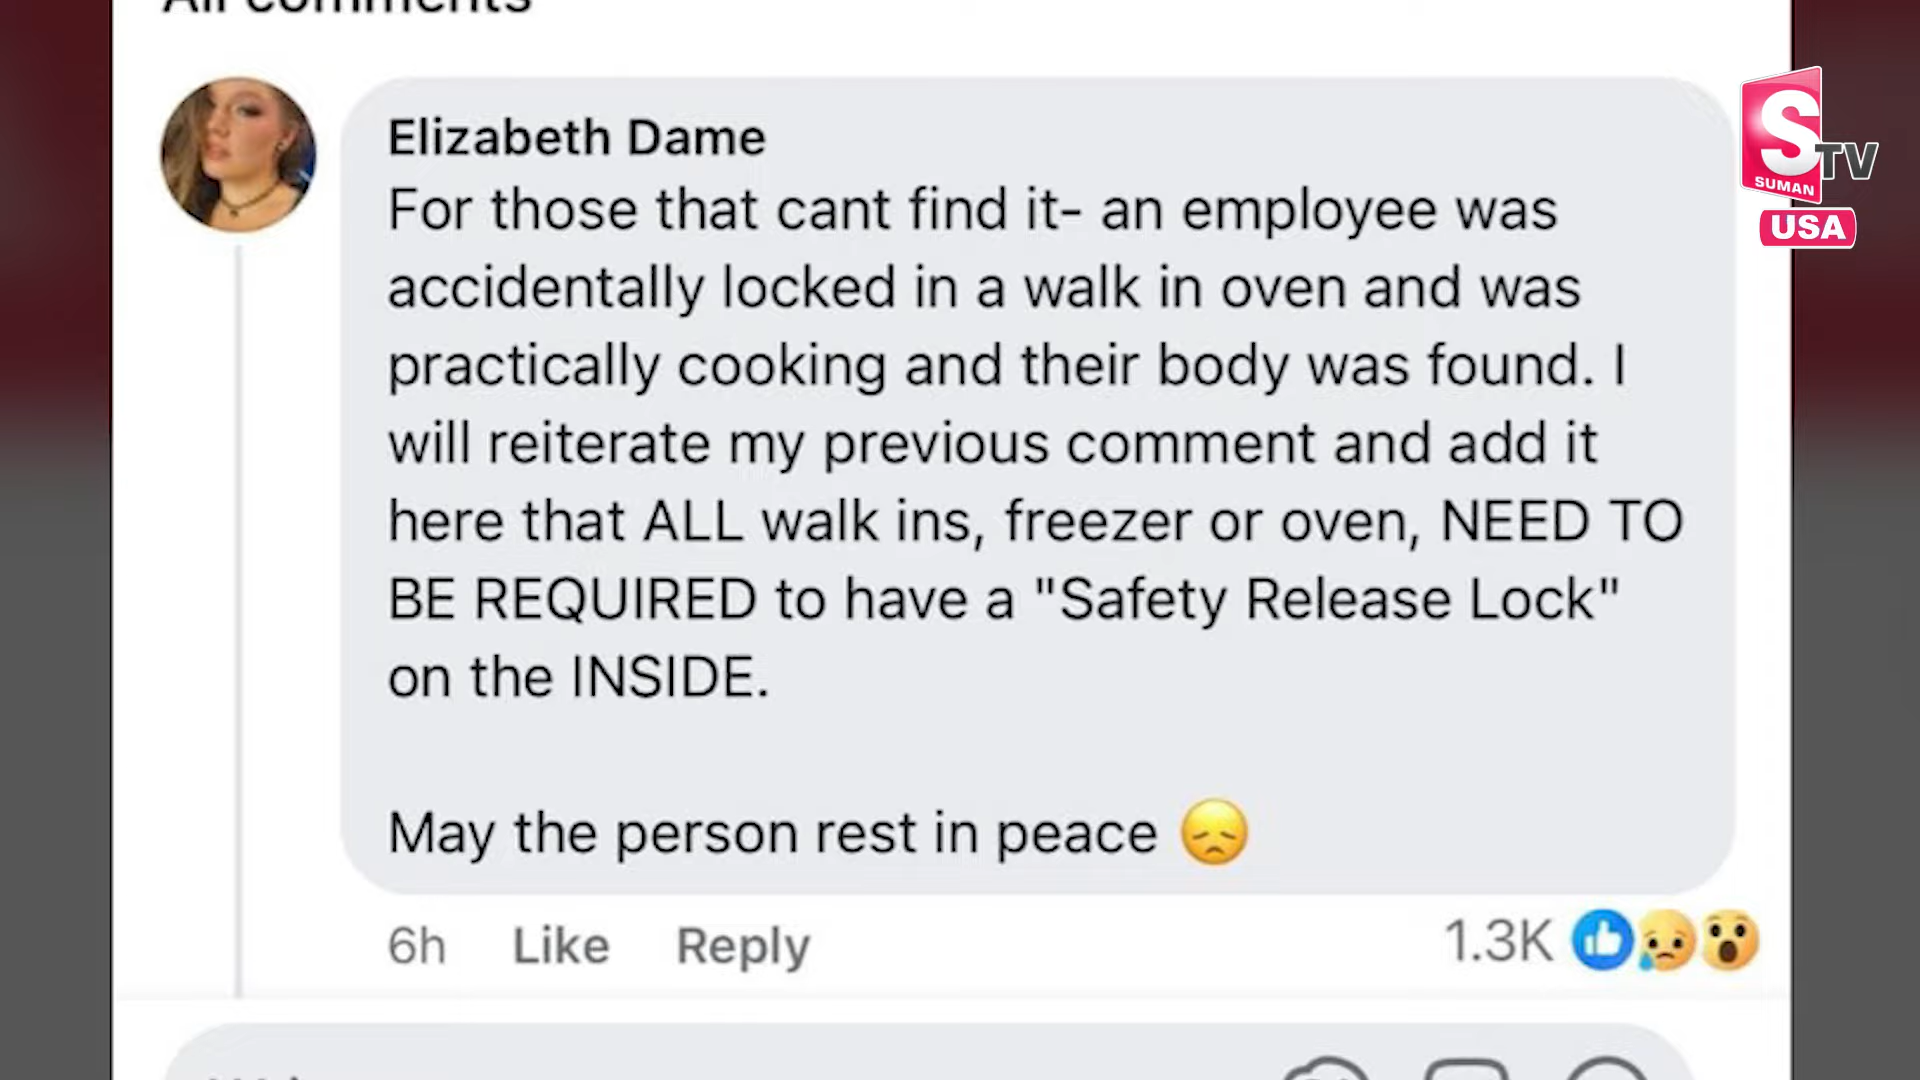 All comments
Elizabeth Dame
For those that cant find it- an employee was
accidentally locked in a walk in oven and was
practically cooking and their body was found. I
will reiterate my previous comment and add it
here that ALL walk ins, freezer or oven, NEED TO
BE REQUIRED to have a "Safety Release Lock"
on the INSIDE.
May the person rest in peace 😞
6h Like Reply 1.3K
S TV
SUMAN
USA